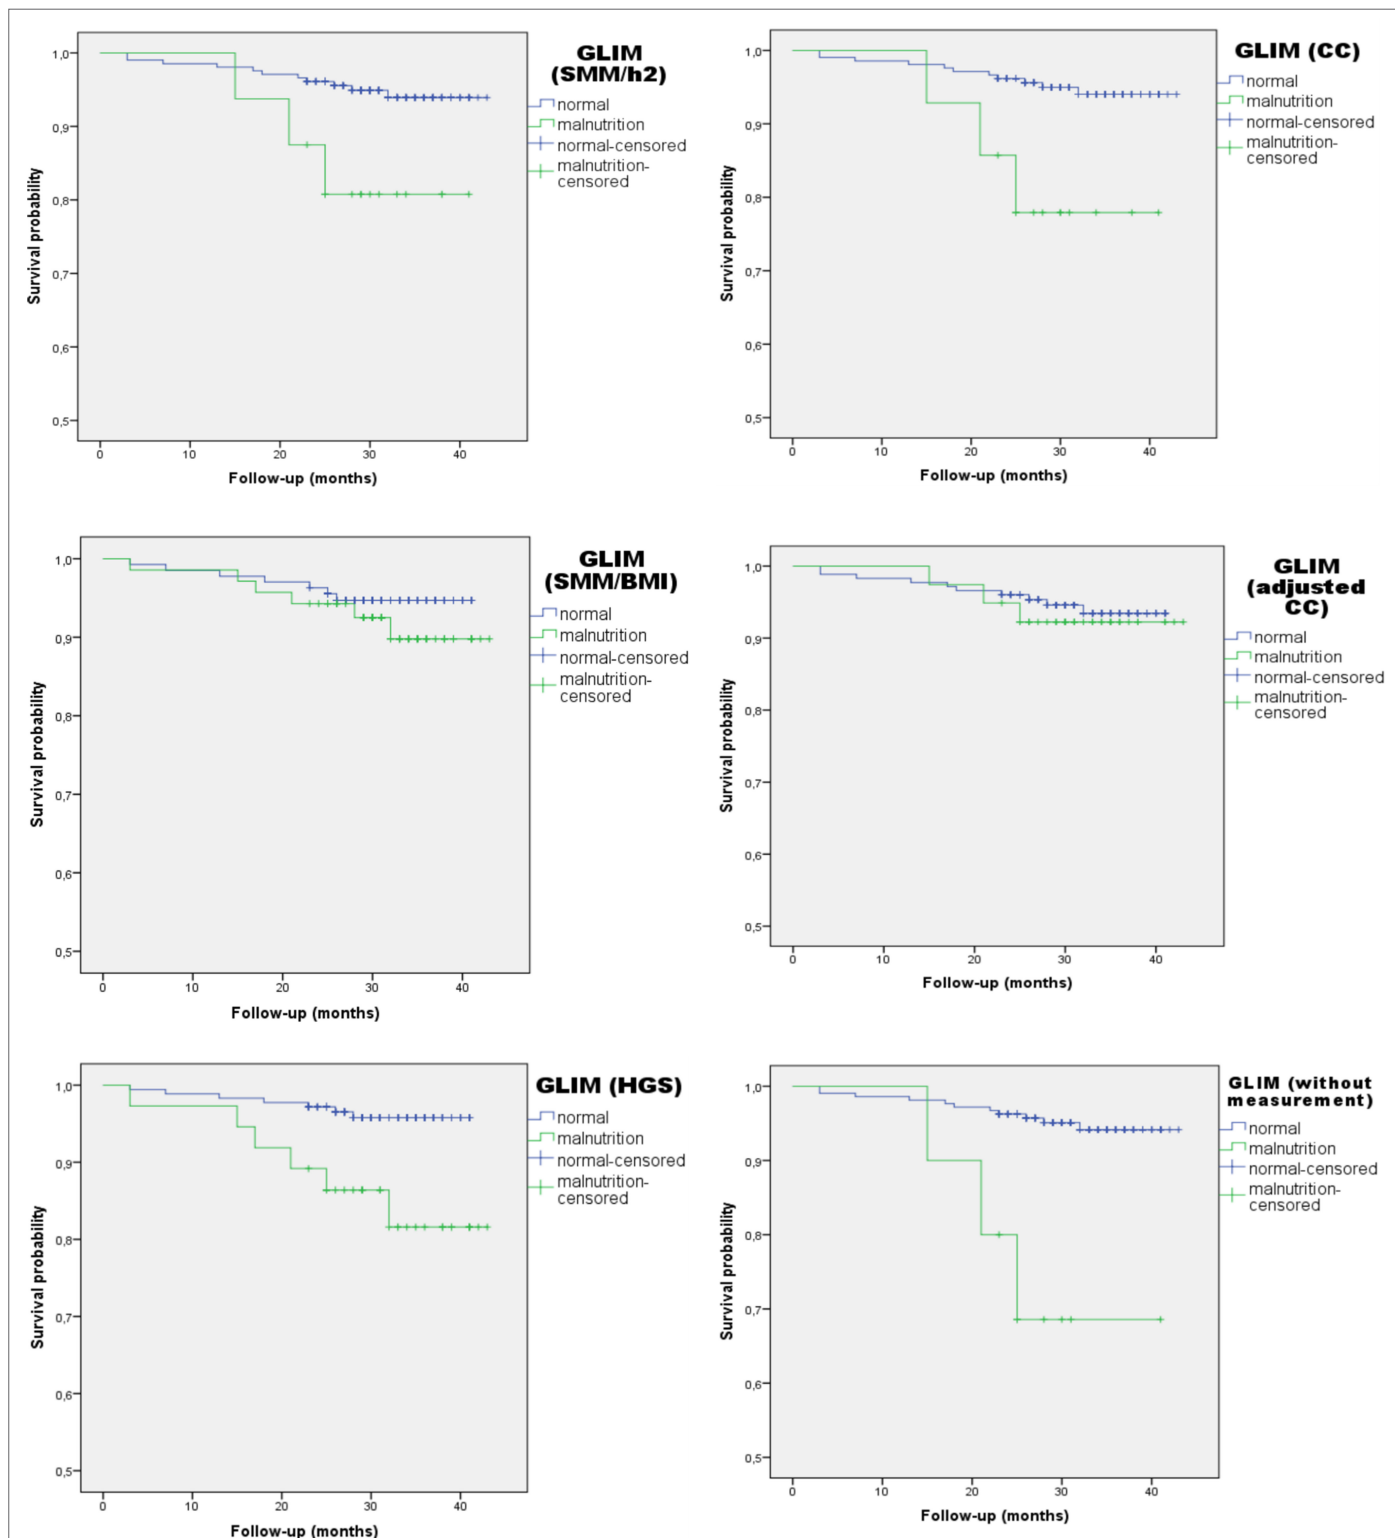 GLIM
(SMM/h2)
normal
malnutrition
normal-censored
malnutrition-
censored
1,0
0,9
0,8
0,7
0,6
0,5
Survival probability
0
10
20
30
40
Follow-up (months)
GLIM (CC)
normal
malnutrition
normal-censored
malnutrition-
censored
1,0
0,9
0,8
0,7
0,6
0,5
Survival probability
0
10
20
30
40
Follow-up (months)
GLIM
(SMM/BMI)
normal
malnutrition
normal-censored
malnutrition-
censored
1,0
0,9
0,8
0,7
0,6
0,5
Survival probability
0
10
20
30
40
Follow-up (months)
GLIM
(adjusted
CC)
normal
malnutrition
normal-censored
malnutrition-
censored
1,0
0,9
0,8
0,7
0,6
0,5
Survival probability
0
10
20
30
40
Follow-up (months)
GLIM (HGS)
normal
malnutrition
normal-censored
malnutrition-
censored
1,0
0,9
0,8
0,7
0,6
0,5
Survival probability
0
10
20
30
40
Follow-up (months)
GLIM (without
measurement)
normal
malnutrition
normal-censored
malnutrition-
censored
1,0
0,9
0,8
0,7
0,6
0,5
Survival probability
0
10
20
30
40
Follow-up (months)